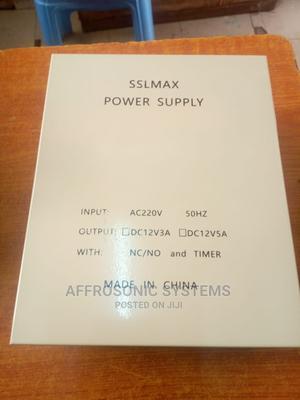 SSLMAX
POWER SUPPLY
INPUT: AC220V 50HZ
OUTPUT: □DC12V3A □DC12V5A
WITH: NC/NO and TIMER
MADE IN CHINA
AFFROSONIC SYSTEMS
POSTED ON JIJI